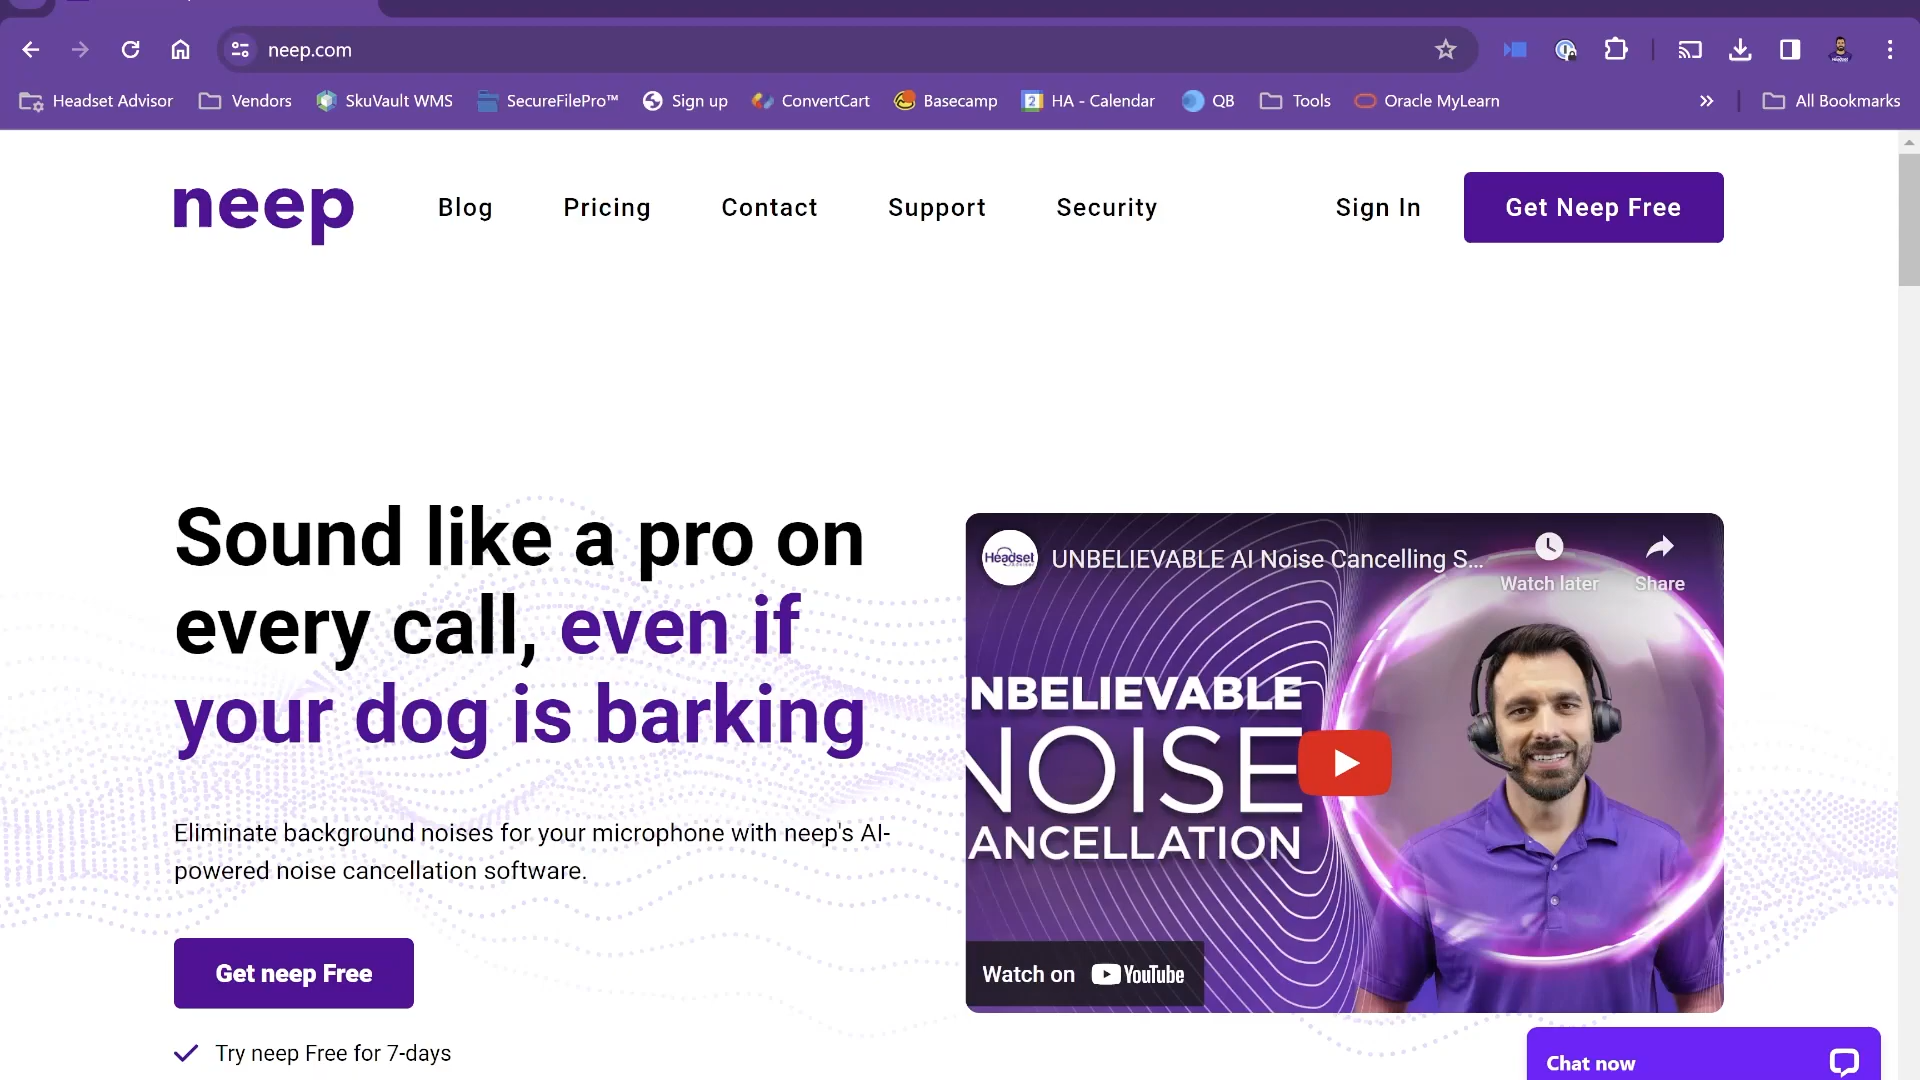 neep.com
Headset Advisor
Vendors
SkuVault WMS
SecureFilePro™
Sign up
ConvertCart
Basecamp
2
HA - Calendar
QB
Tools
Oracle MyLearn
»
All Bookmarks
neep
Blog
Pricing
Contact
Support
Security
Sign In
Get Neep Free
Sound like a pro on
every call, even if
your dog is barking
Eliminate background noises for your microphone with neep's AI-
powered noise cancellation software.
Get neep Free
Try neep Free for 7-days
Headset
UNBELIEVABLE AI Noise Cancelling S...
Watch later
Share
NBELIEVABLE
NOISE
ANCELLATION
Watch on YouTube
Chat now